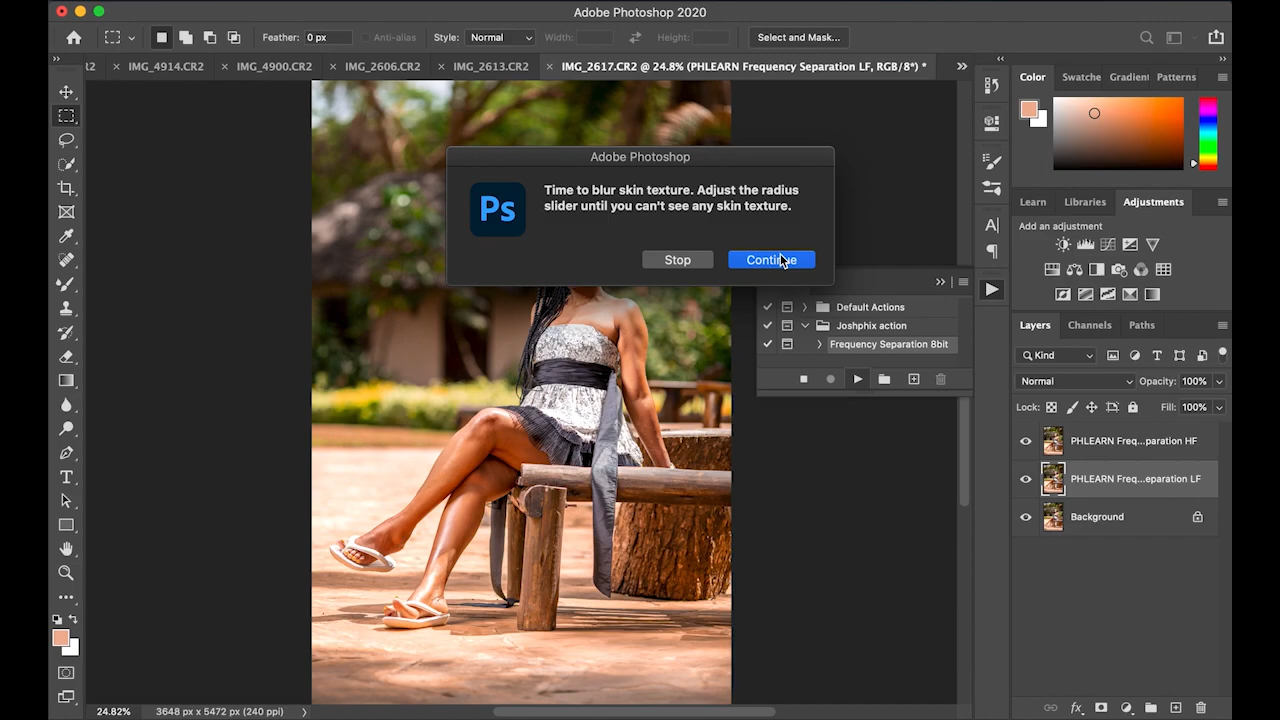 Adobe Photoshop 2020
Feather: 0 px
Anti-alias
Style: Normal
Width:
Height:
Select and Mask...
R2
× IMG_4914.CR2
× IMG_4900.CR2
× IMG_2606.CR2
× IMG_2613.CR2
× IMG_2617.CR2 @ 24.8% (PHLEARN Frequency Separation LF, RGB/8*) *
Color
Swatche
Gradient
Patterns
Adobe Photoshop
Ps
Time to blur skin texture. Adjust the radius
slider until you can't see any skin texture.
Stop
Continue
Default Actions
Joshphix action
Frequency Separation 8bit
Learn
Libraries
Adjustments
Add an adjustment
Layers
Channels
Paths
Kind
Normal
Opacity: 100%
Lock:
Fill: 100%
PHLEARN Freq...paration HF
PHLEARN Freq...eparation LF
Background
24.82%
3648 px x 5472 px (240 ppi)